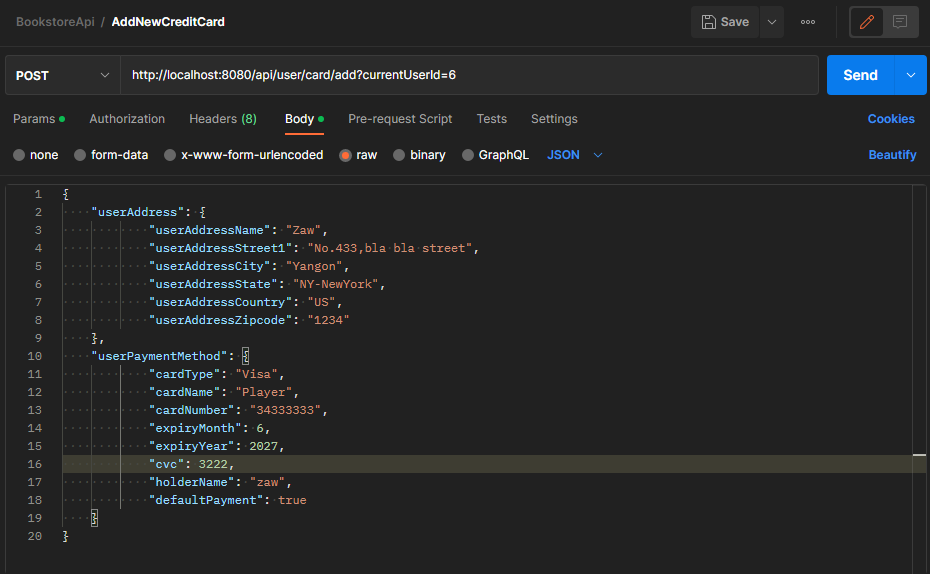 BookstoreApi / AddNewCreditCard Save
POST http://localhost:8080/api/user/card/add?currentUserId=6 Send
Params Authorization Headers (8) Body Pre-request Script Tests Settings Cookies
none form-data x-www-form-urlencoded raw binary GraphQL JSON Beautify
1 {
2 "userAddress": {
3 "userAddressName": "Zaw",
4 "userAddressStreet1": "No.433,bla bla street",
5 "userAddressCity": "Yangon",
6 "userAddressState": "NY-NewYork",
7 "userAddressCountry": "US",
8 "userAddressZipcode": "1234"
9 },
10 "userPaymentMethod": {
11 "cardType": "Visa",
12 "cardName": "Player",
13 "cardNumber": "34333333",
14 "expiryMonth": 6,
15 "expiryYear": 2027,
16 "cvc": 3222,
17 "holderName": "zaw",
18 "defaultPayment": true
19 }
20 }